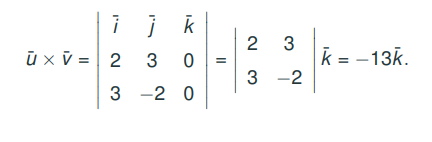 ū × v̄ = | ī j̄ k̄ | = | 2 3 | k̄ = −13k̄.
| 2 3 0 | | 3 −2 |
| 3 −2 0 |